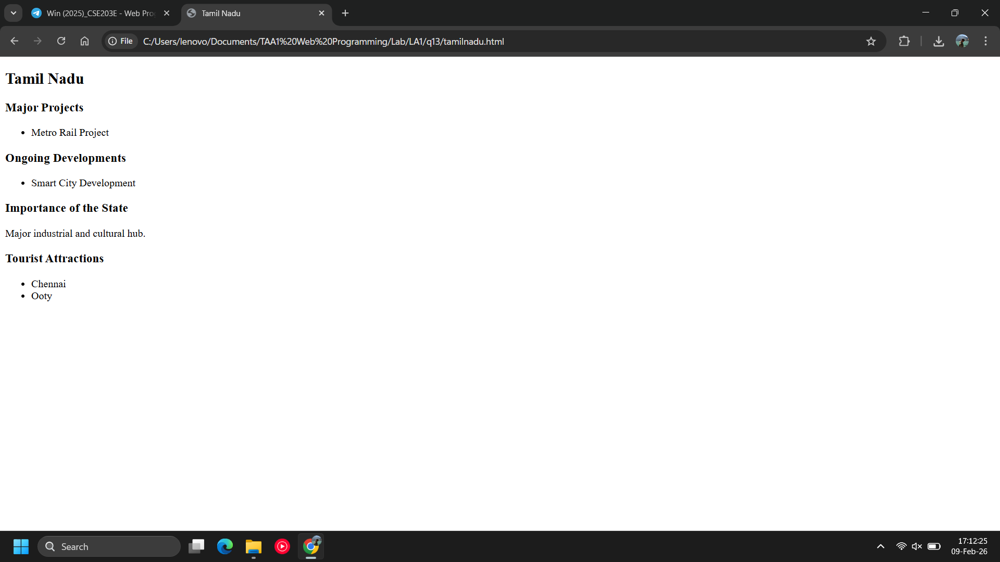 Win (2025)_CSE203E - Web Pro
Tamil Nadu
File
C:/Users/lenovo/Documents/TAA1%20Web%20Programming/Lab/LA1/q13/tamilnadu.html
Tamil Nadu
Major Projects
Metro Rail Project
Ongoing Developments
Smart City Development
Importance of the State
Major industrial and cultural hub.
Tourist Attractions
Chennai
Ooty
Search
17:12:25
09-Feb-26